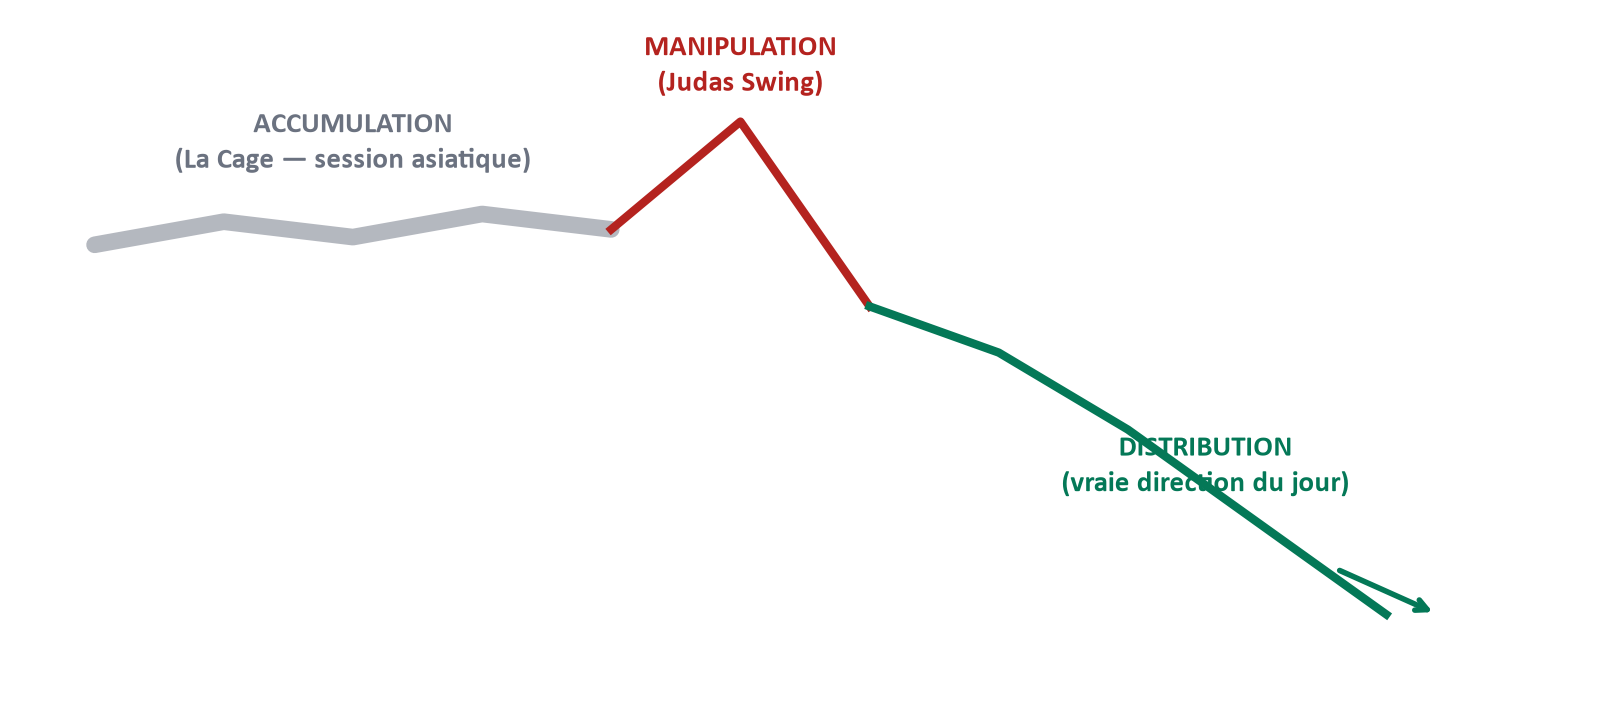 MANIPULATION
(Judas Swing)
ACCUMULATION
(La Cage — session asiatique)
DISTRIBUTION
(vraie direction du jour)